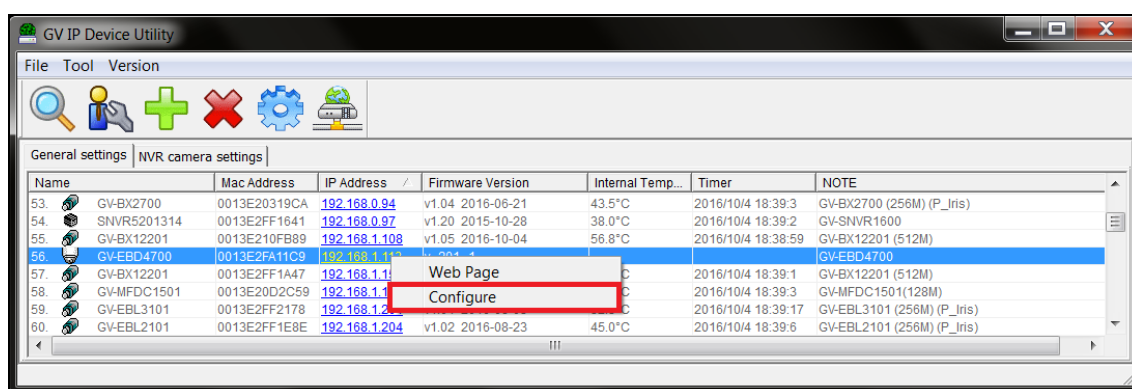 GV IP Device Utility
File Tool Version
General settings NVR camera settings
Name Mac Address IP Address Firmware Version Internal Temp... Timer NOTE
53. GV-BX2700 0013E20319CA 192.168.0.94 v1.04 2016-06-21 43.5°C 2016/10/4 18:39:3 GV-BX2700 (256M) (P_Iris)
54. SNVR5201314 0013E2FF1641 192.168.0.97 v1.20 2015-10-28 38.0°C 2016/10/4 18:39:2 GV-SNVR1600
55. GV-BX12201 0013E210FB89 192.168.1.108 v1.05 2016-10-04 56.8°C 2016/10/4 18:38:59 GV-BX12201 (512M)
56. GV-EBD4700 0013E2FA11C9 GV-EBD4700
Web Page
57. GV-BX12201 0013E2FF1A47 2016/10/4 18:39:1 GV-BX12201 (512M)
58. GV-MFDC1501 0013E20D2C59 2016/10/4 18:39:3 GV-MFDC1501(128M)
Configure
59. GV-EBL3101 0013E2FF2178 2016/10/4 18:39:17 GV-EBL3101 (256M) (P_Iris)
60. GV-EBL2101 0013E2FF1E8E 192.168.1.204 v1.02 2016-08-23 45.0°C 2016/10/4 18:39:6 GV-EBL2101 (256M) (P_Iris)